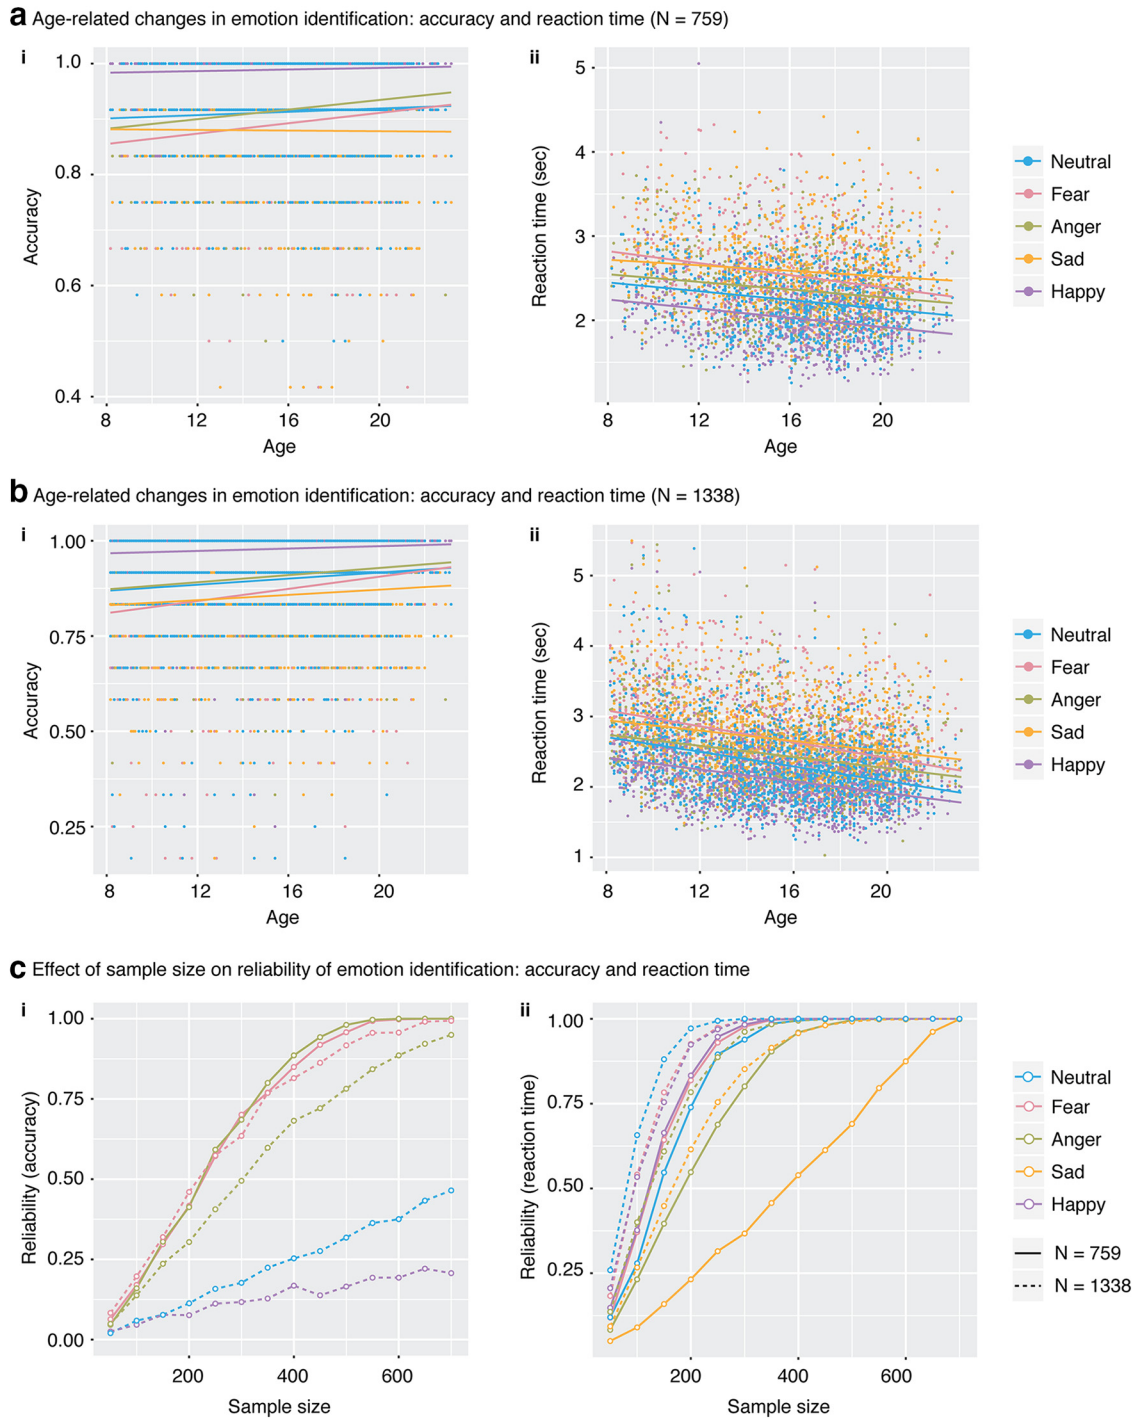 a Age-related changes in emotion identification: accuracy and reaction time (N = 759)
i
1.0
0.8
0.6
0.4
Accuracy
8 12 16 20
Age
ii
5
4
3
2
Reaction time (sec)
8 12 16 20
Age
Neutral
Fear
Anger
Sad
Happy
b Age-related changes in emotion identification: accuracy and reaction time (N = 1338)
i
1.00
0.75
0.50
0.25
Accuracy
8 12 16 20
Age
ii
5
4
3
2
1
Reaction time (sec)
8 12 16 20
Age
Neutral
Fear
Anger
Sad
Happy
c Effect of sample size on reliability of emotion identification: accuracy and reaction time
i
1.00
0.75
0.50
0.25
0.00
Reliability (accuracy)
200 400 600
Sample size
ii
1.00
0.75
0.50
0.25
Reliability (reaction time)
200 400 600
Sample size
Neutral
Fear
Anger
Sad
Happy
N = 759
N = 1338